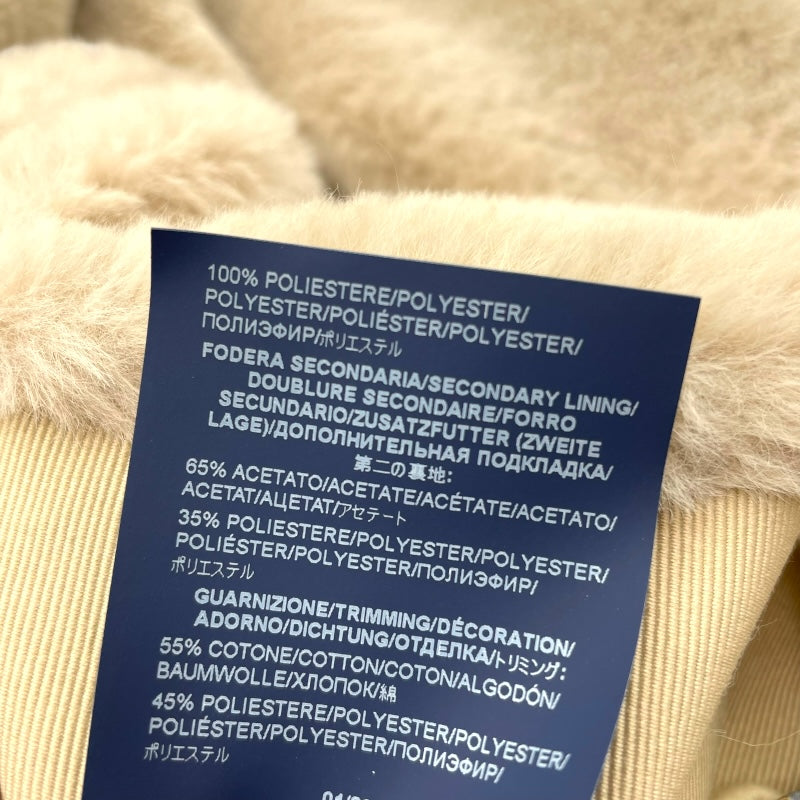 100% POLIESTERE/POLYESTER/
POLYESTER/POLIÉSTER/POLYESTER/
ПОЛИЭФИР/ポリエステル
FODERA SECONDARIA/SECONDARY LINING/
DOUBLURE SECONDAIRE/FORRO
SECUNDARIO/ZUSATZFUTTER (ZWEITE
LAGE)/ДОПОЛНИТЕЛЬНАЯ ПОДКЛАДКА/
第二の裏地:
65% ACETATO/ACETATE/ACÉTATE/ACETATO/
ACETAT/АЦЕТАТ/アセテート
35% POLIESTERE/POLYESTER/POLYESTER/
POLIÉSTER/POLYESTER/ПОЛИЭФИР/
ポリエステル
GUARNIZIONE/TRIMMING/DÉCORATION/
ADORNO/DICHTUNG/ОТДЕЛКА/トリミング:
55% COTONE/COTTON/COTON/ALGODÓN/
BAUMWOLLE/ХЛОПОК/綿
45% POLIESTERE/POLYESTER/POLYESTER/
POLIÉSTER/POLYESTER/ПОЛИЭФИР/
ポリエステル